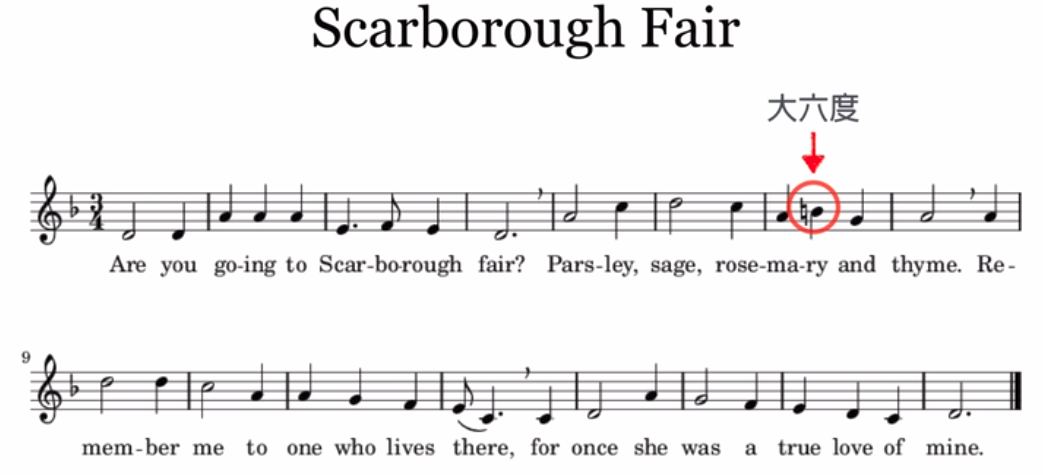 Scarborough Fair
大六度
3
4
Are you go-ing to Scar-bo-rough fair? Pars-ley, sage, rose-ma-ry and thyme. Re-
9
mem-ber me to one who lives there, for once she was a true love of mine.